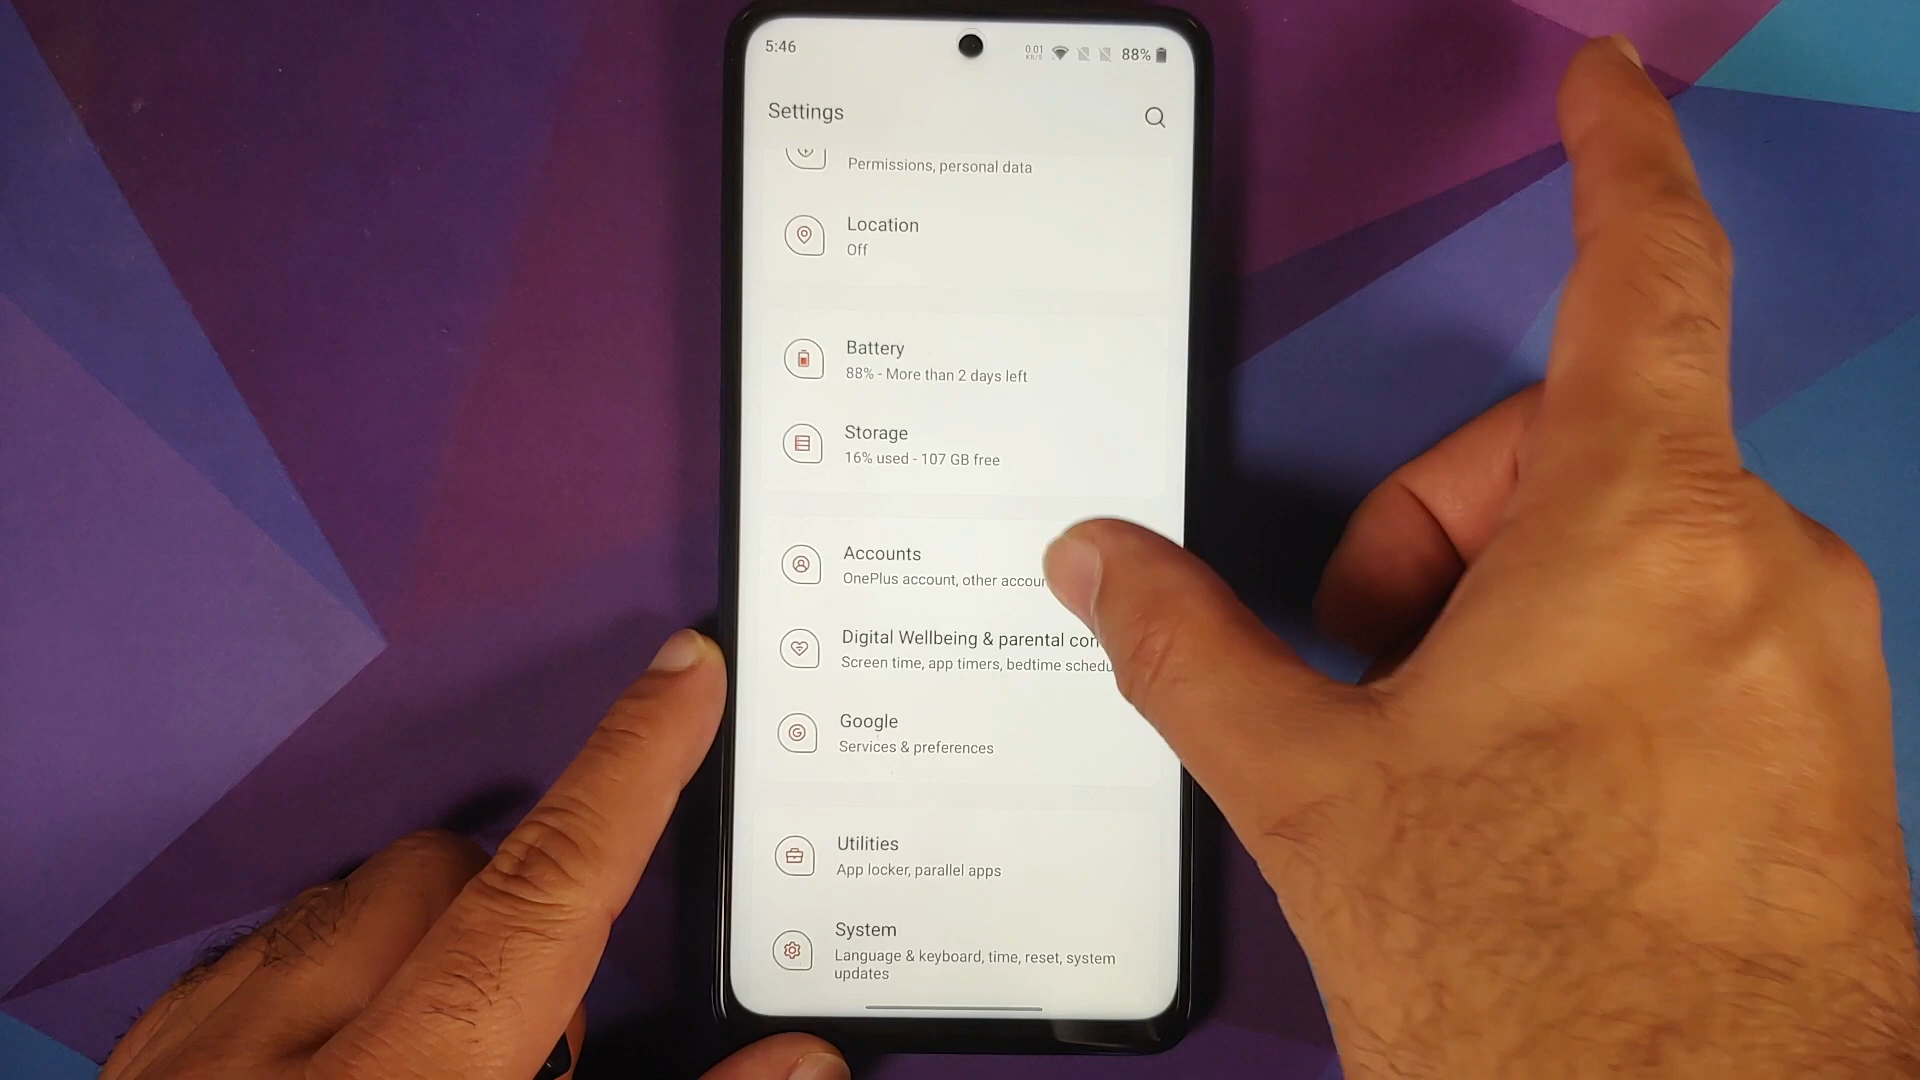 5:46
0.01
KB/S
88%
Settings
Permissions, personal data
Location
Off
Battery
88% - More than 2 days left
Storage
16% used - 107 GB free
Accounts
OnePlus account, other accoun
Digital Wellbeing & parental con
Screen time, app timers, bedtime schedu
Google
Services & preferences
Utilities
App locker, parallel apps
System
Language & keyboard, time, reset, system
updates